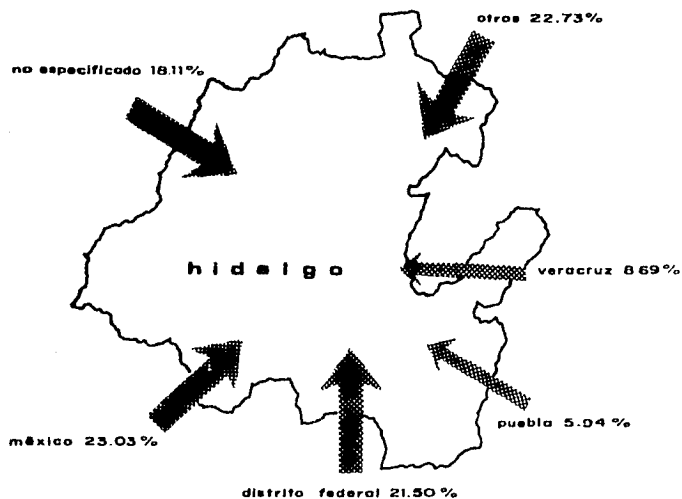 otros 22.73%
no especificado 18.11%
hidalgo
veracruz 8.69%
puebla 5.04%
méxico 23.03%
distrito federal 21.50%